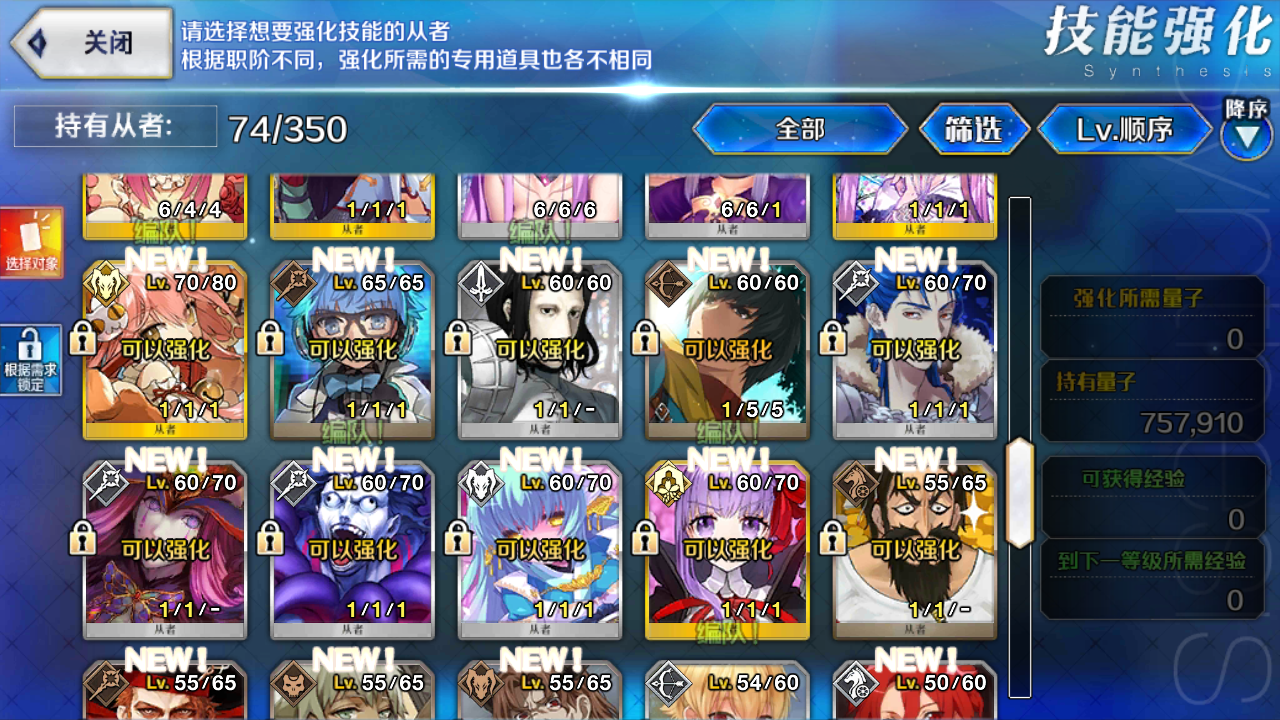 关闭
请选择想要强化技能的从者
根据职阶不同，强化所需的专用道具也各不相同
技能强化
Synthesis
持有从者:
74/350
全部
筛选
Lv.顺序
降序
选择对象
根据需求
锁定
6/4/4
1/1/1
6/6/6
6/6/1
1/1/1
从者
从者
从者
编队!
编队!
NEW!
NEW!
NEW!
NEW!
NEW!
Lv. 70/80
Lv. 65/65
Lv. 60/60
Lv. 60/60
Lv. 60/70
可以强化
可以强化
可以强化
可以强化
可以强化
1/1/1
1/1/1
1/1/-
1/5/5
1/1/1
从者
从者
从者
编队!
编队!
NEW!
NEW!
NEW!
NEW!
NEW!
Lv. 60/70
Lv. 60/70
Lv. 60/70
Lv. 60/70
Lv. 55/65
可以强化
可以强化
可以强化
可以强化
可以强化
1/1/-
1/1/1
1/1/1
1/1/1
1/1/-
从者
从者
从者
从者
编队!
NEW!
NEW!
NEW!
NEW!
NEW!
Lv. 55/65
Lv. 55/65
Lv. 55/65
Lv. 54/60
Lv. 50/60
强化所需量子
0
持有量子
757,910
可获得经验
0
到下一等级所需经验
0